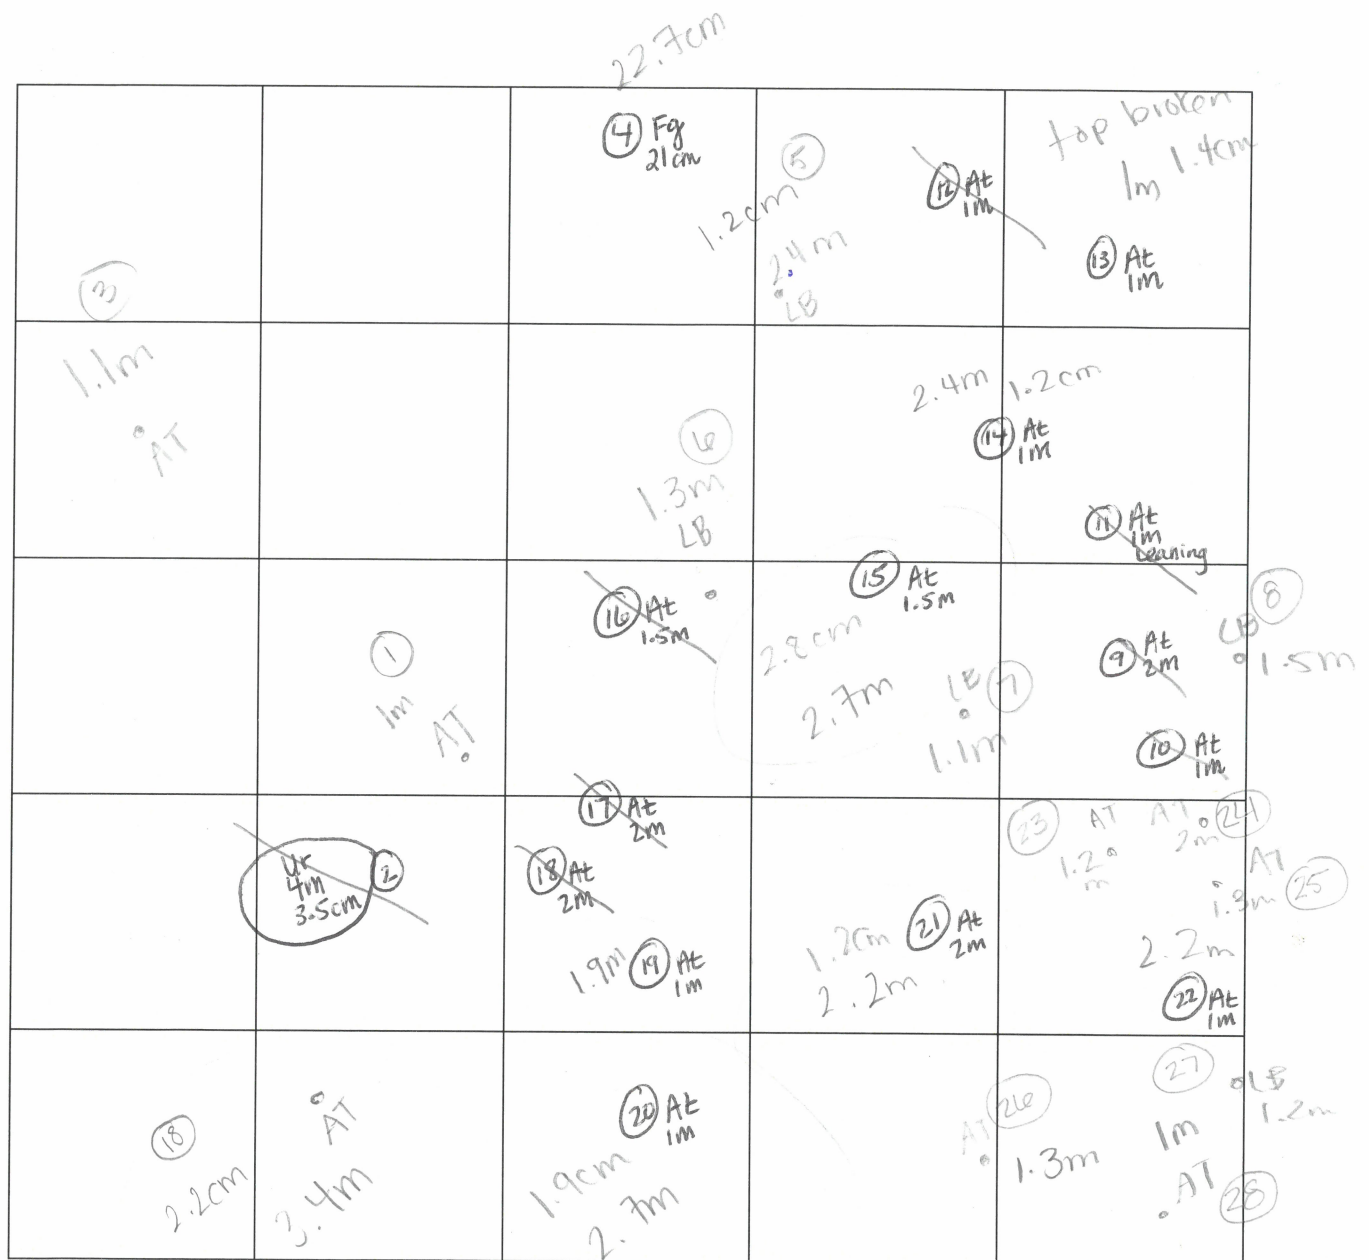 22.7cm
4 Fg
21cm
5
1.2cm
2.4m
LB
12 At
1m
top broken
1m 1.4cm
13 At
1m
3
1.1m
AT
6
1.3m
LB
2.4m 1.2cm
14 At
1m
11 At
1m
Leaning
1
1m
AT
16 At
1.5m
15 At
1.5m
2.8cm
2.7m
LB 7
1.1m
9 At
2m
LB 8
1.5m
10 At
1m
Ur
4m
3.5cm
2
17 At
2m
18 At
2m
1.9m 19 At
1m
1.2cm
2.2m
21 At
2m
23 AT
1.2
m
AT 24
2m
AT
1.3m 25
2.2m
22 At
1m
18
2.2cm
AT
3.4m
20 At
1m
1.9cm
2.7m
AT 26
1.3m
27 LB
1.2m
1m
AT
28